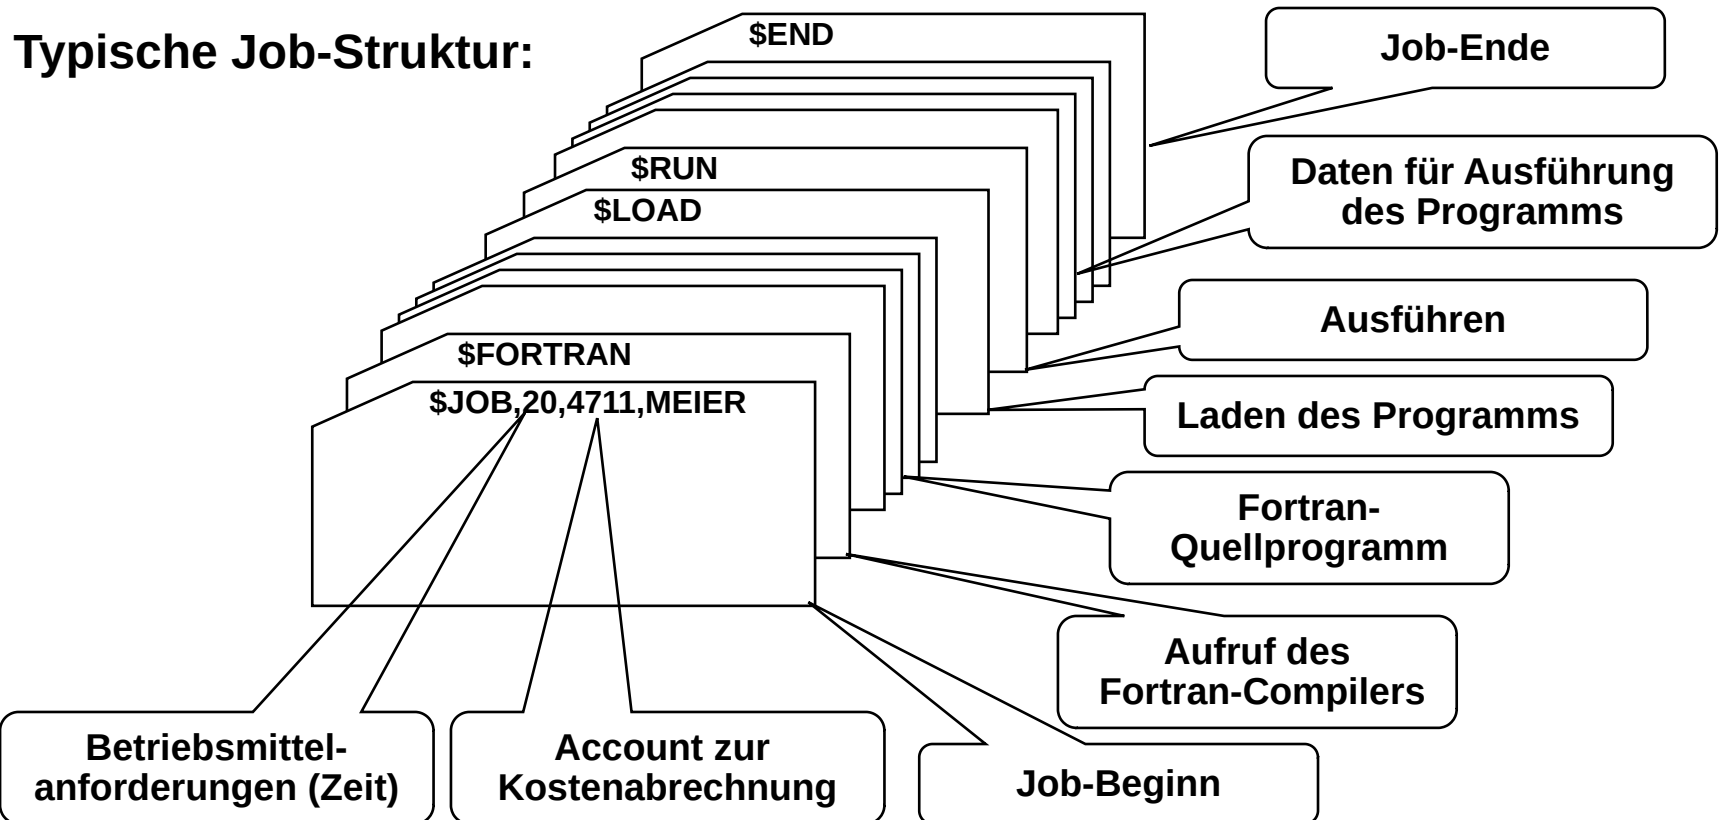 Typische Job-Struktur:
$END
$RUN
$LOAD
$FORTRAN
$JOB,20,4711,MEIER
Job-Ende
Daten für Ausführung
des Programms
Ausführen
Laden des Programms
Fortran-
Quellprogramm
Aufruf des
Fortran-Compilers
Job-Beginn
Betriebsmittel-
anforderungen (Zeit)
Account zur
Kostenabrechnung